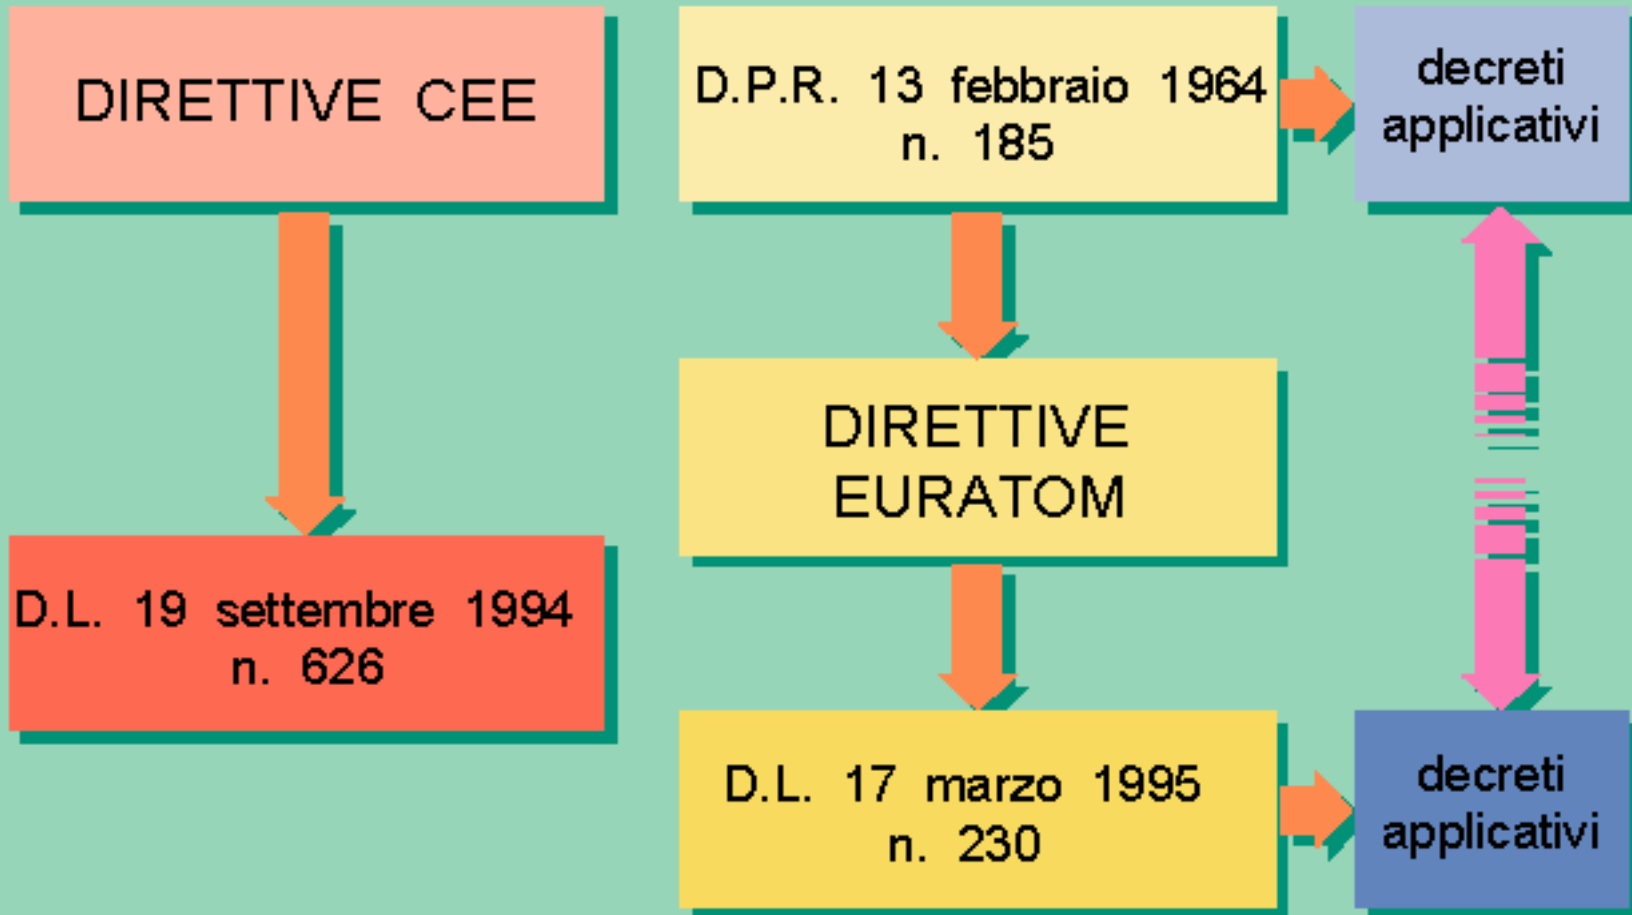 DIRETTIVE CEE
D.P.R. 13 febbraio 1964
n. 185
decreti
applicativi
DIRETTIVE
EURATOM
D.L. 19 settembre 1994
n. 626
D.L. 17 marzo 1995
n. 230
decreti
applicativi